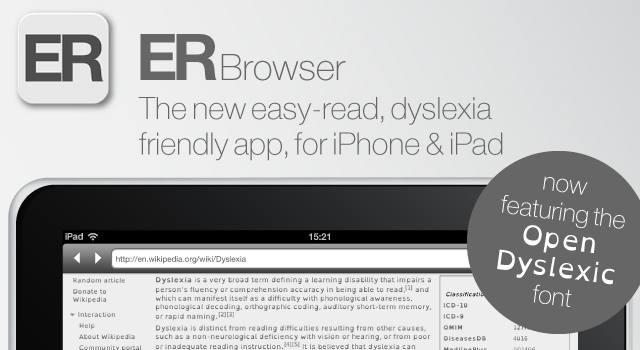 ER
ER Browser
The new easy-read, dyslexia
friendly app, for iPhone & iPad
now
featuring the
Open
Dyslexic
font
iPad
15:21
http://en.wikipedia.org/wiki/Dyslexia
Random article
Donate to
Wikipedia
Interaction
Help
About Wikipedia
Community portal
Dyslexia is a very broad term defining a learning disability that impairs a
person's fluency or comprehension accuracy in being able to read,[1] and
which can manifest itself as a difficulty with phonological awareness,
phonological decoding, orthographic coding, auditory short-term memory,
or rapid naming.[2][3]
Dyslexia is distinct from reading difficulties resulting from other causes,
such as a non-neurological deficiency with vision or hearing, or from poor
or inadequate reading instruction.[4][5] It is believed that dyslexia can
ICD-10
ICD-9
OMIM
DiseasesDB 4016
MedlinePlus